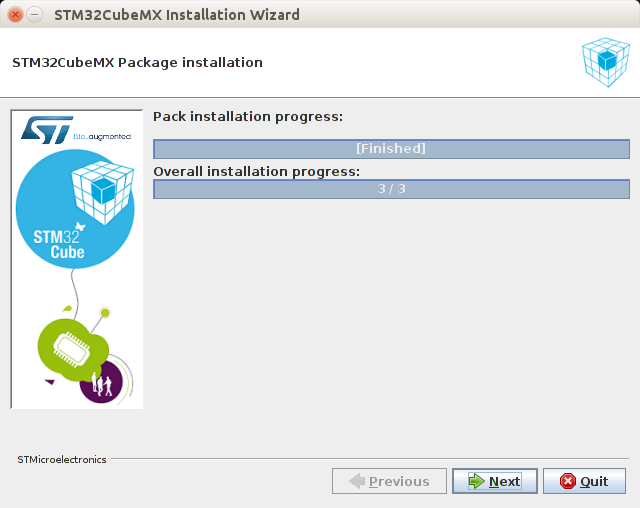 STM32CubeMX Installation Wizard
STM32CubeMX Package installation
ST life.augmented
Pack installation progress:
[Finished]
Overall installation progress:
3 / 3
STM32
Cube
STMicroelectronics
Previous
Next
Quit